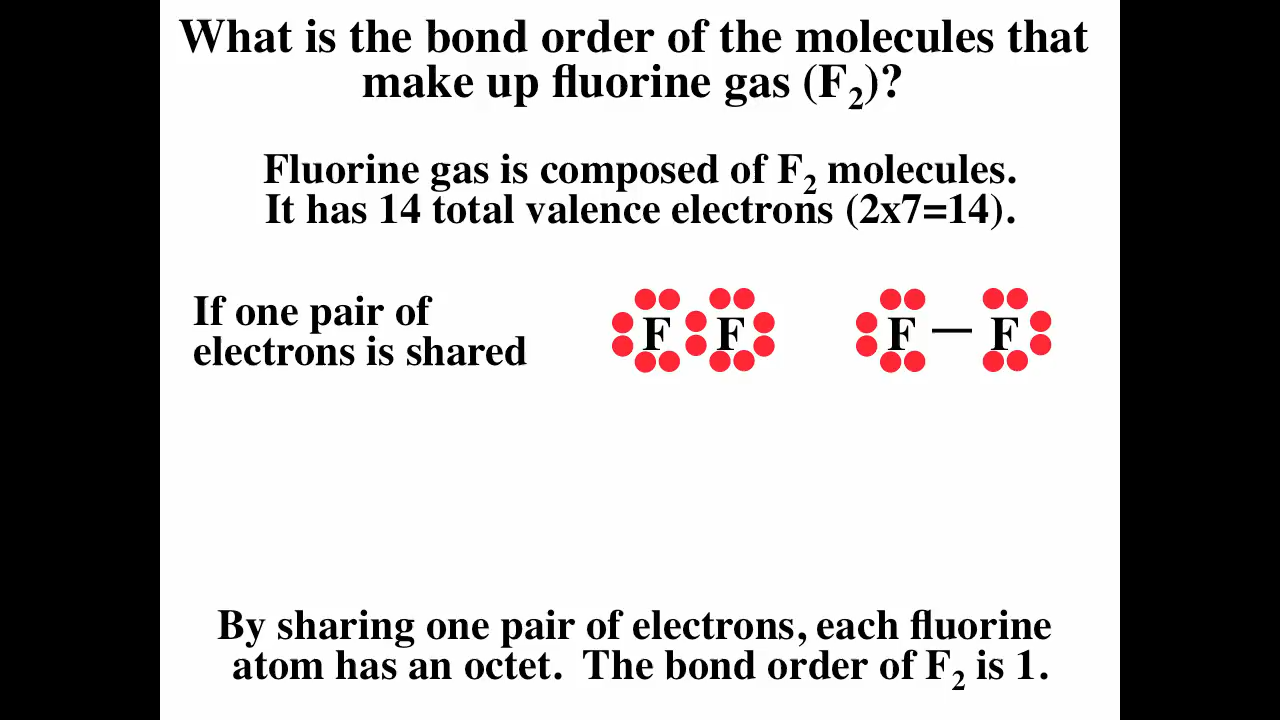 What is the bond order of the molecules that
make up fluorine gas (F₂)?
Fluorine gas is composed of F₂ molecules.
It has 14 total valence electrons (2x7=14).
If one pair of
electrons is shared
F F F — F
By sharing one pair of electrons, each fluorine
atom has an octet. The bond order of F₂ is 1.